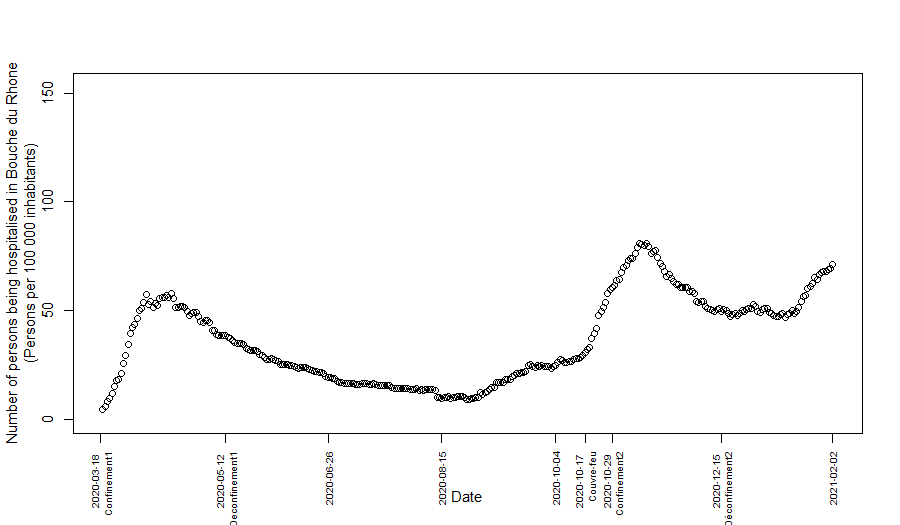 Number of persons being hospitalised in Bouche du Rhone
(Persons per 100 000 inhabitants)
150
100
50
0
2020-03-18
Confinement1
2020-05-12
Deconfinement1
2020-06-26
2020-08-15
2020-10-04
2020-10-17
Couvre-feu
2020-10-29
Confinement2
2020-12-15
Déconfinement2
2021-02-02
Date